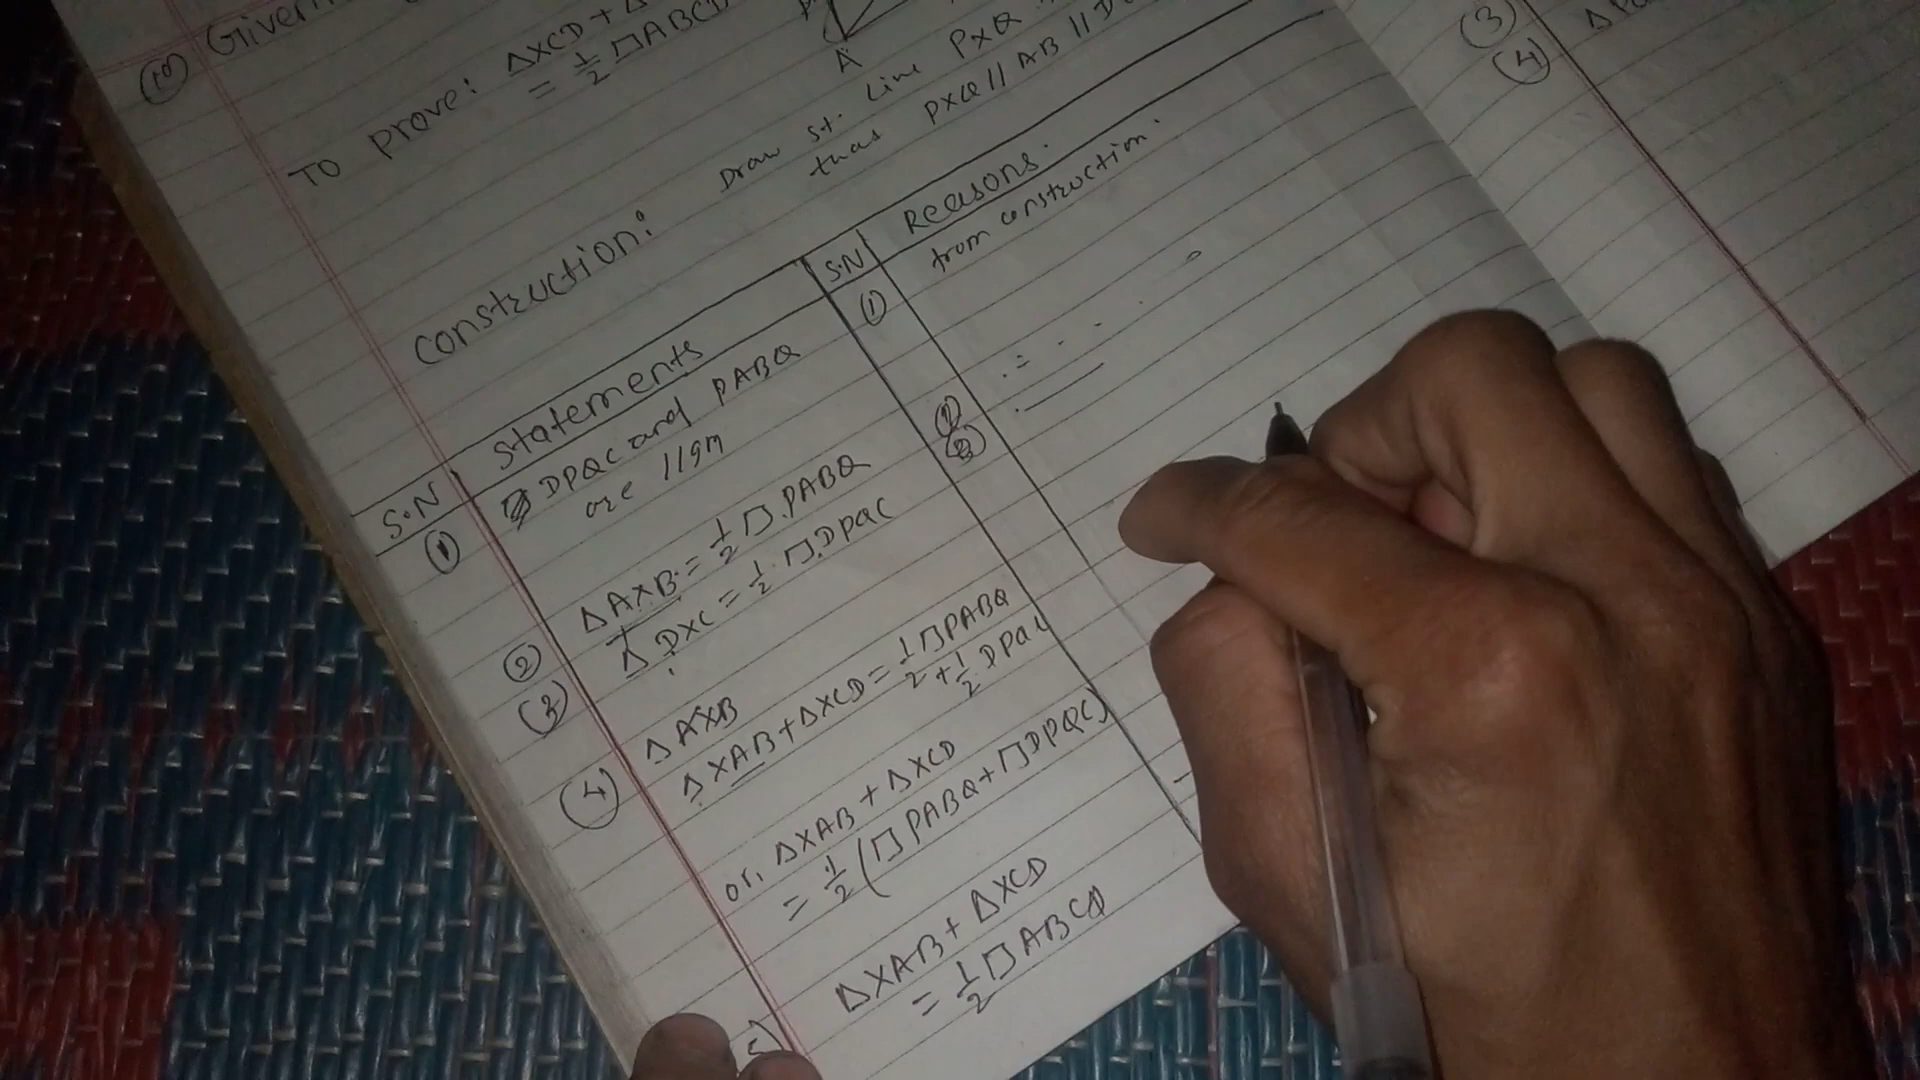 (10) Given
TO prove: ΔXCD + Δ
= 1/2 ▱ABCD
A
Construction: Draw st. line PXQ
that PXQ // AB // D
S.N Statements S.N Reasons.
(1) DPQC and PABQ (1) from construction.
are //gm
(2) ΔAXB = 1/2 ▱.PABQ
(3) Δ DXC = 1/2 . ▱.DPQC
ΔAXB
(4) ΔXAB + ΔXCD = 1/2 ▱PABQ
+ 1/2 DPQC
or, ΔXAB + ΔXCD
= 1/2 (▱PABQ + ▱DPQC)
ΔXAB + ΔXCD
= 1/2 ▱ABCD
(3)
(4)